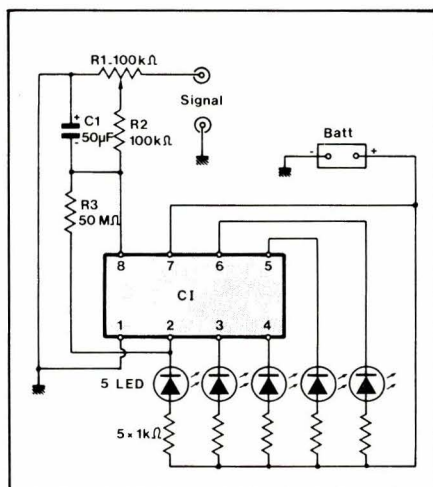 R1-100kΩ
Signal
C1
50µF
+
-
R2
100kΩ
Batt
- +
R3
50 MΩ
8 7 6 5
CI
1 2 3 4
5 LED
5 × 1kΩ